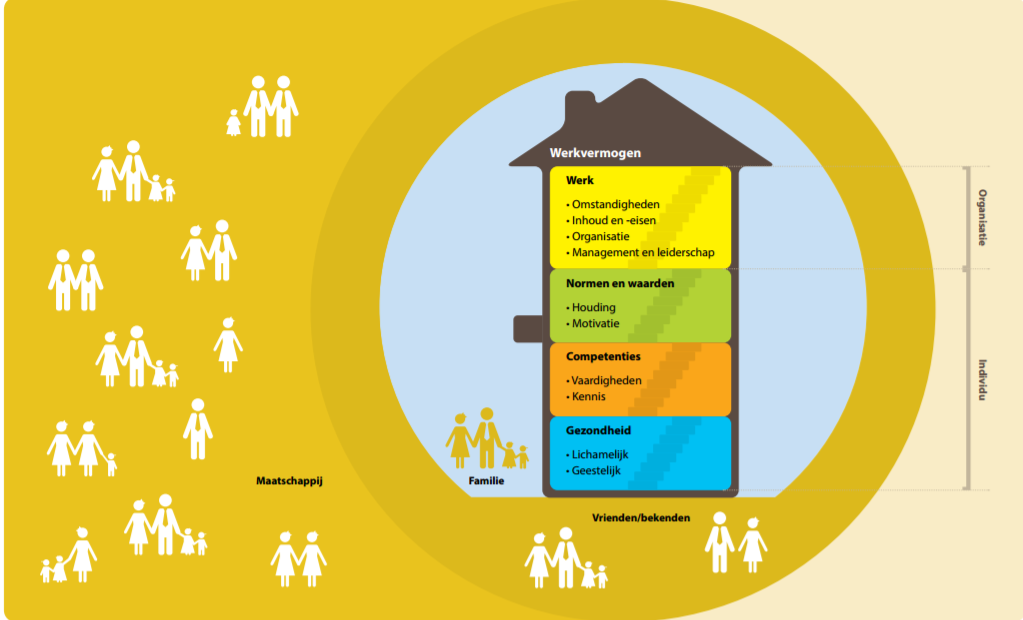 Werkvermogen
Werk
• Omstandigheden
• Inhoud en -eisen
• Organisatie
• Management en leiderschap
Normen en waarden
• Houding
• Motivatie
Competenties
• Vaardigheden
• Kennis
Gezondheid
• Lichamelijk
• Geestelijk
Organisatie
Individu
Maatschappij
Familie
Vrienden/bekenden